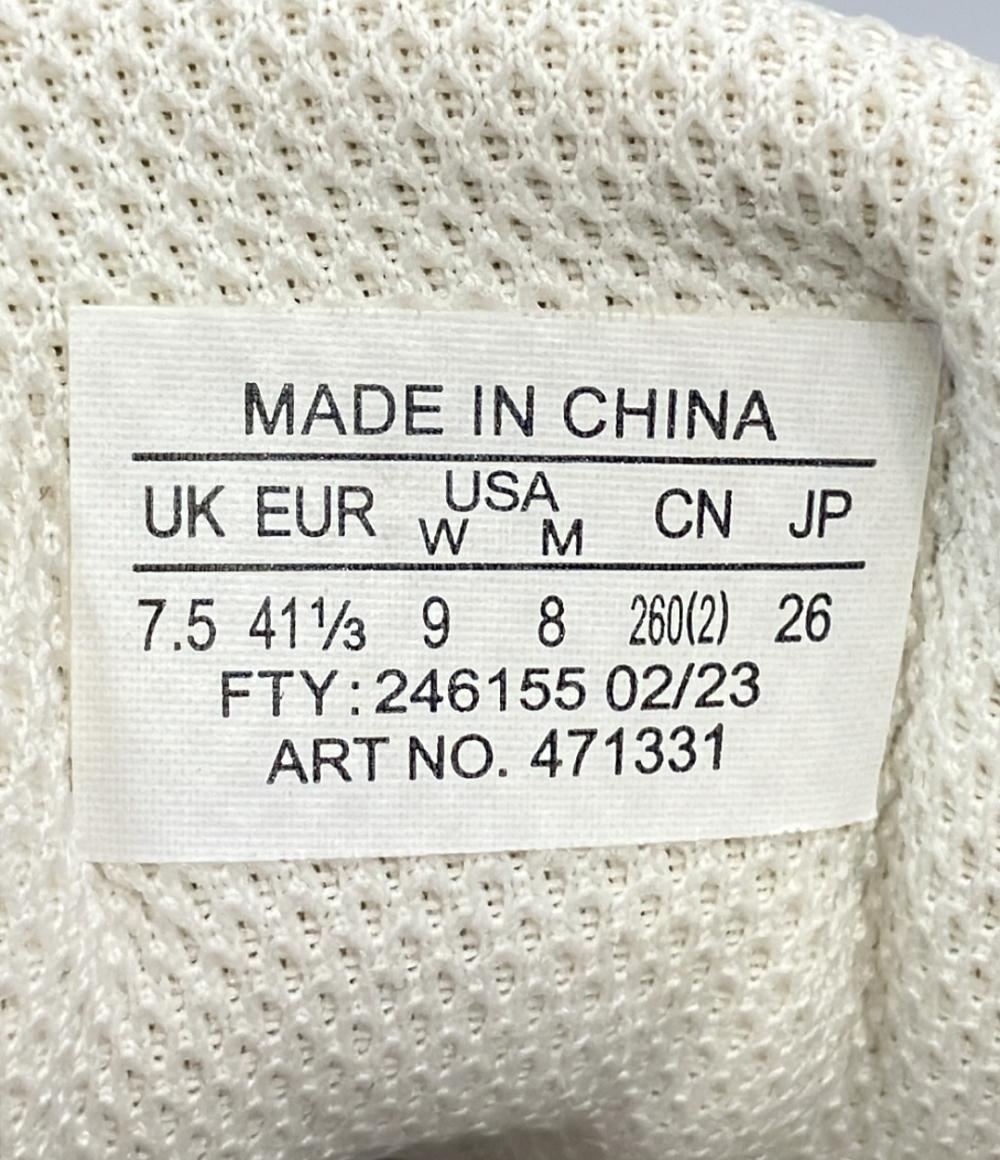 MADE IN CHINA
UK EUR USA CN JP
W M
7.5 41⅓ 9 8 260(2) 26
FTY: 246155 02/23
ART NO. 471331